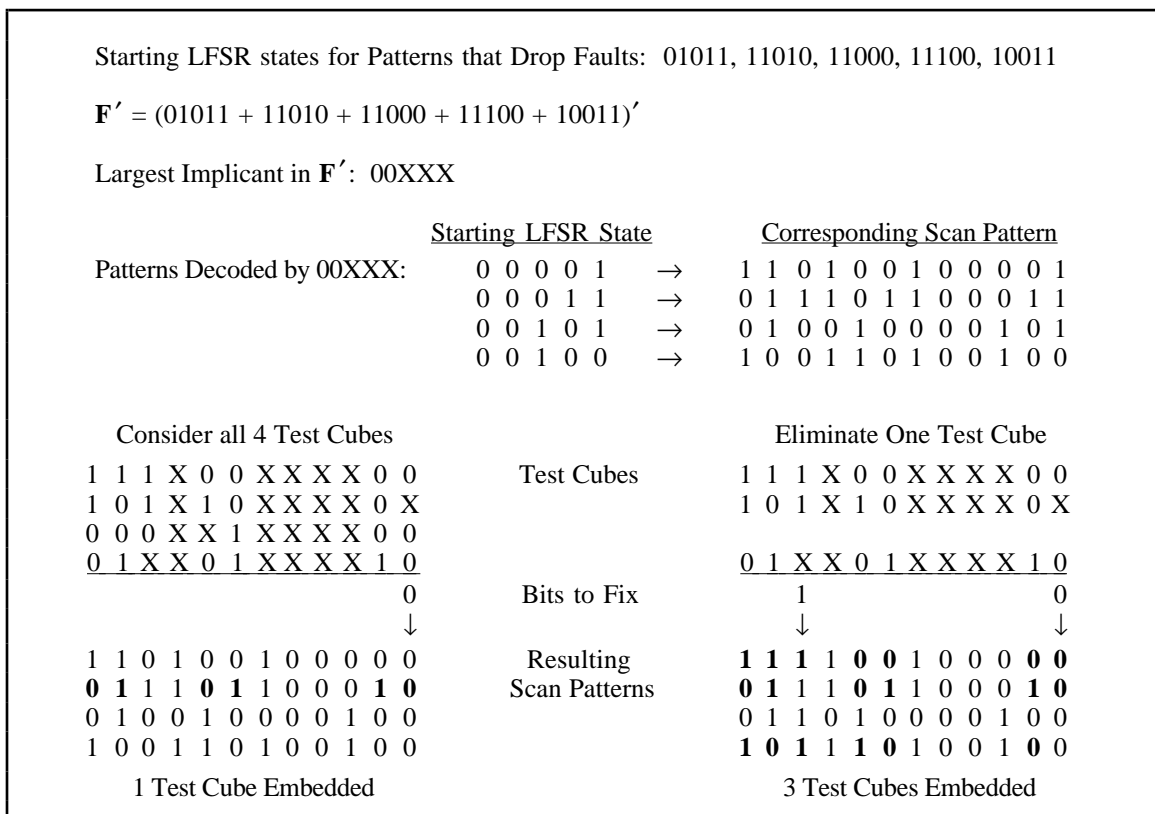 Starting LFSR states for Patterns that Drop Faults: 01011, 11010, 11000, 11100, 10011
F′ = (01011 + 11010 + 11000 + 11100 + 10011)′
Largest Implicant in F′: 00XXX
Starting LFSR State Corresponding Scan Pattern
Patterns Decoded by 00XXX: 0 0 0 0 1 → 1 1 0 1 0 0 1 0 0 0 0 1
0 0 0 1 1 → 0 1 1 1 0 1 1 0 0 0 1 1
0 0 1 0 1 → 0 1 0 0 1 0 0 0 0 1 0 1
0 0 1 0 0 → 1 0 0 1 1 0 1 0 0 1 0 0
Consider all 4 Test Cubes Eliminate One Test Cube
1 1 1 X 0 0 X X X X 0 0 Test Cubes 1 1 1 X 0 0 X X X X 0 0
1 0 1 X 1 0 X X X X 0 X 1 0 1 X 1 0 X X X X 0 X
0 0 0 X X 1 X X X X 0 0
0 1 X X 0 1 X X X X 1 0 0 1 X X 0 1 X X X X 1 0
0 Bits to Fix 1 0
↓ ↓ ↓
1 1 0 1 0 0 1 0 0 0 0 0 Resulting 1 1 1 1 0 0 1 0 0 0 0 0
0 1 1 1 0 1 1 0 0 0 1 0 Scan Patterns 0 1 1 1 0 1 1 0 0 0 1 0
0 1 0 0 1 0 0 0 0 1 0 0 0 1 1 0 1 0 0 0 0 1 0 0
1 0 0 1 1 0 1 0 0 1 0 0 1 0 1 1 1 0 1 0 0 1 0 0
1 Test Cube Embedded 3 Test Cubes Embedded